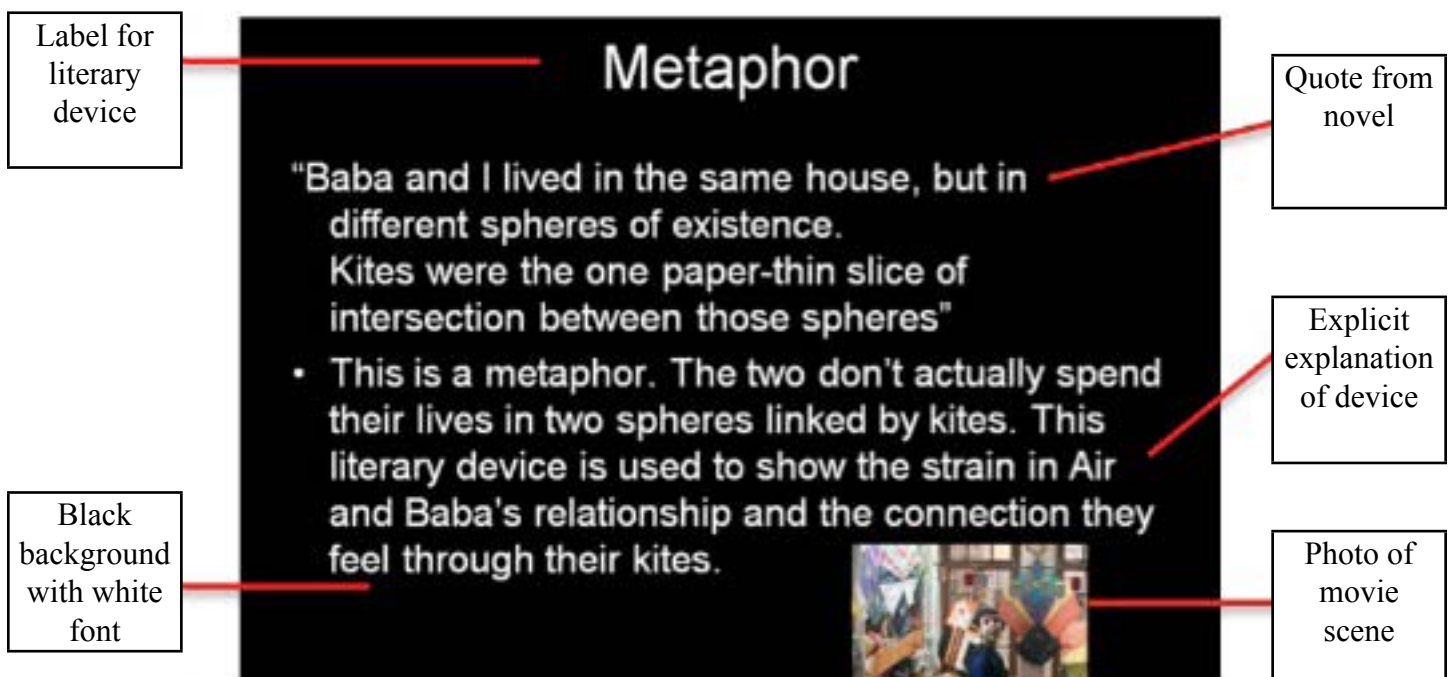 Label for
literary
device
Metaphor
Quote from
novel
“Baba and I lived in the same house, but in
different spheres of existence.
Kites were the one paper-thin slice of
intersection between those spheres”
• This is a metaphor. The two don’t actually spend
their lives in two spheres linked by kites. This
literary device is used to show the strain in Air
and Baba’s relationship and the connection they
feel through their kites.
Explicit
explanation
of device
Black
background
with white
font
Photo of
movie
scene